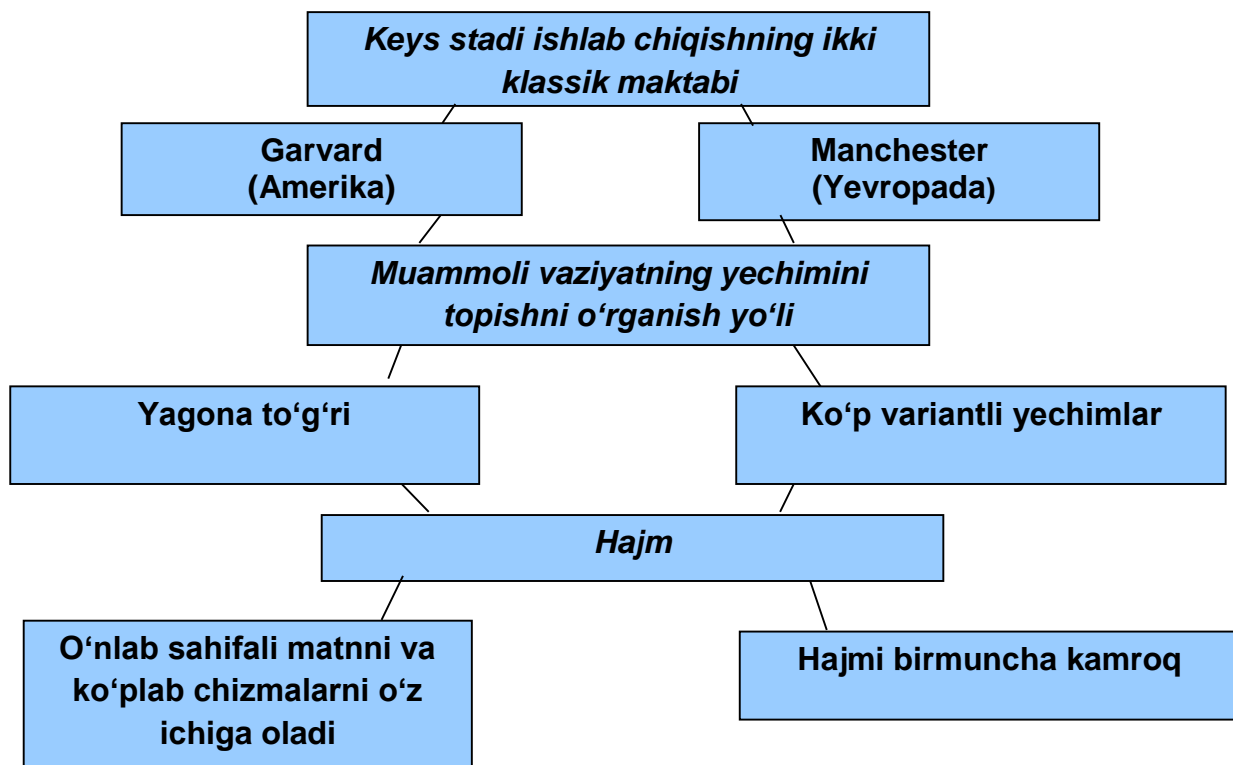 Keys stadi ishlab chiqishning ikki
klassik maktabi
Garvard
(Amerika)
Manchester
(Yevropada)
Muammoli vaziyatning yechimini
topishni o‘rganish yo‘li
Yagona to‘g‘ri
Ko‘p variantli yechimlar
Hajm
O‘nlab sahifali matnni va
ko‘plab chizmalarni o‘z
ichiga oladi
Hajmi birmuncha kamroq